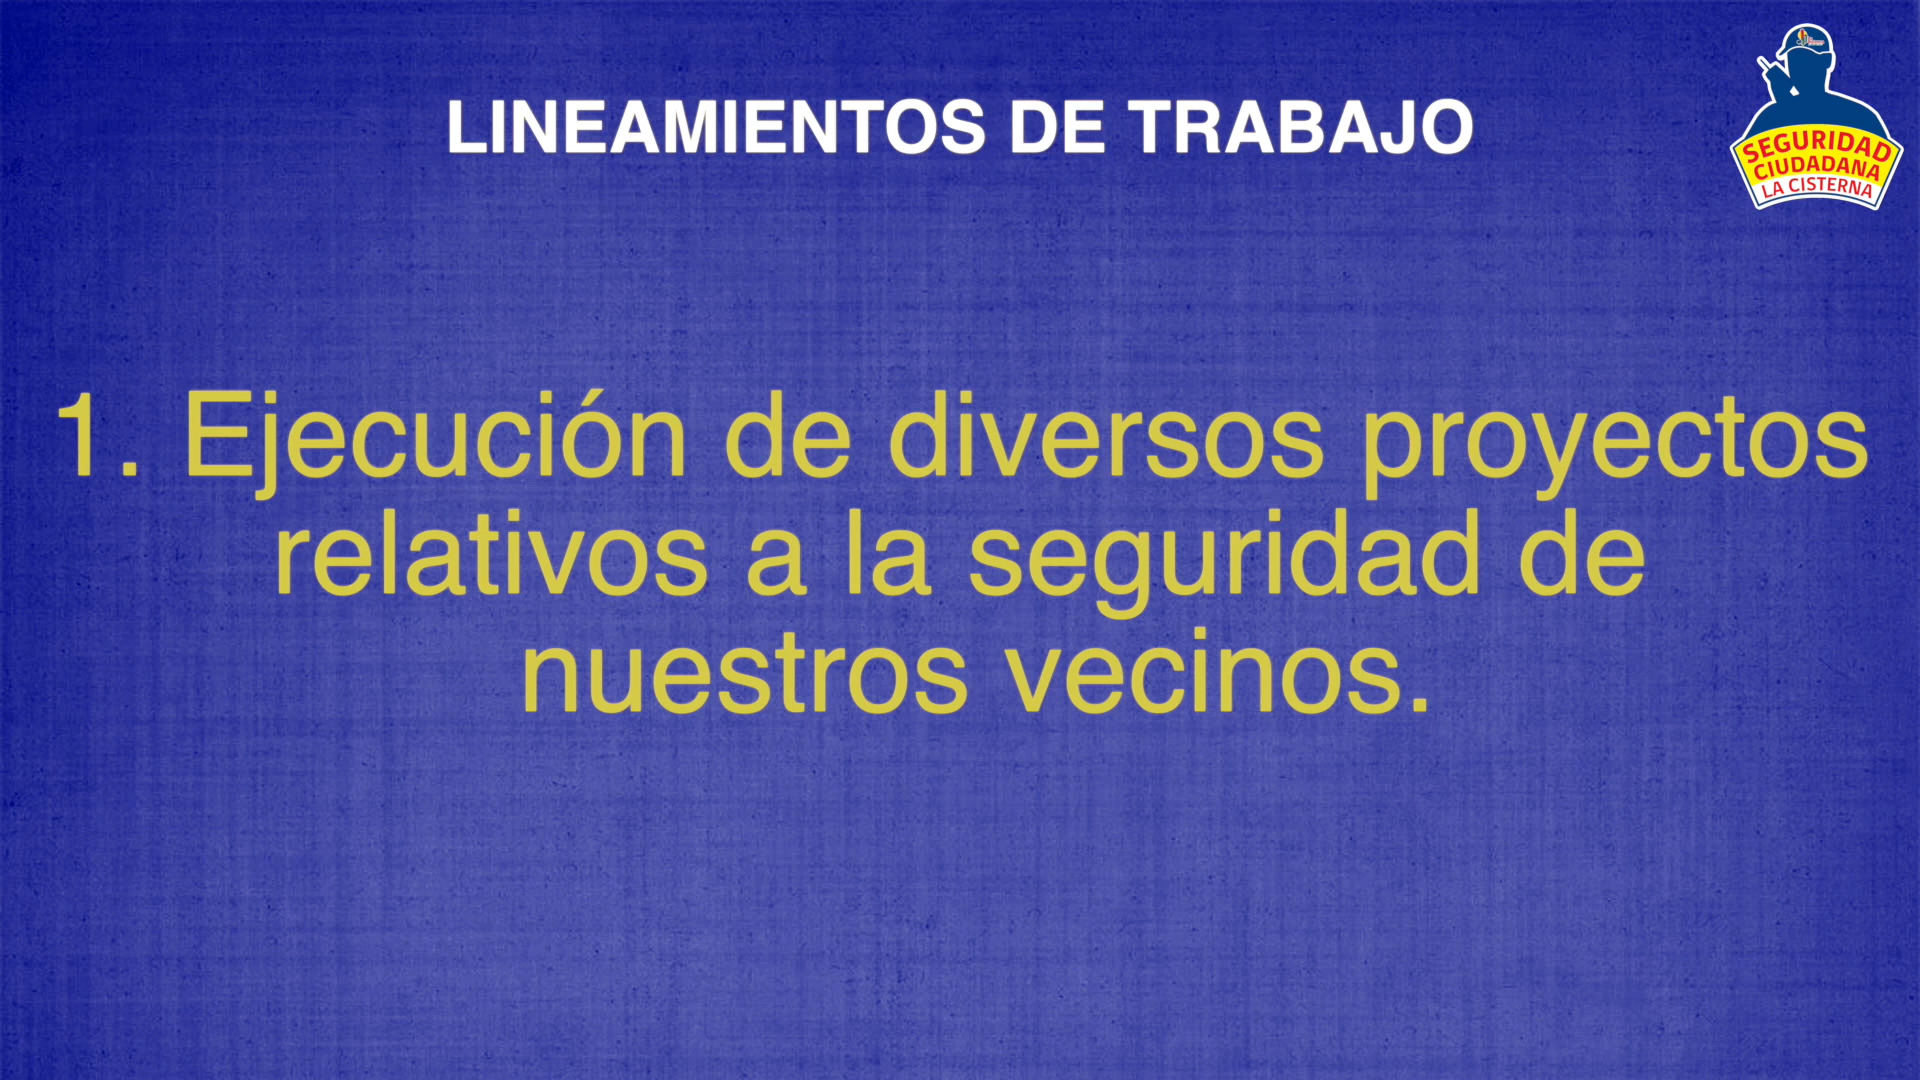 LINEAMIENTOS DE TRABAJO
SEGURIDAD
CIUDADANA
LA CISTERNA
1. Ejecución de diversos proyectos
relativos a la seguridad de
nuestros vecinos.